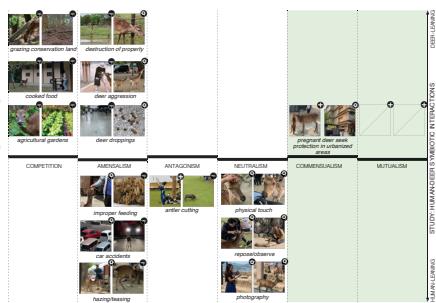 grazing conservation land
destruction of property
cooked food
deer aggression
agricultural gardens
deer droppings
pregnant deer seek
protection in urbanized
areas
COMPETITION
AMENSALISM
ANTAGONISM
NEUTRALISM
COMMENSUALISM
MUTUALISM
improper feeding
antler cutting
physical touch
car accidents
repose/observe
hazing/teasing
photography
DEER-LEANING
STUDY: HUMAN-DEER SYMBIOTIC INTERACTIONS
HUMAN-LEANING